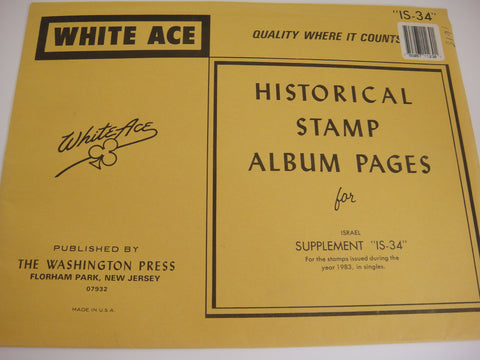 WHITE ACE
QUALITY WHERE IT COUNTS
"IS-34"
White Ace
HISTORICAL
STAMP
ALBUM PAGES
for
ISRAEL
SUPPLEMENT "IS-34"
For the stamps issued during the
year 1983, in singles.
PUBLISHED BY
THE WASHINGTON PRESS
FLORHAM PARK, NEW JERSEY
07932
MADE IN U.S.A.